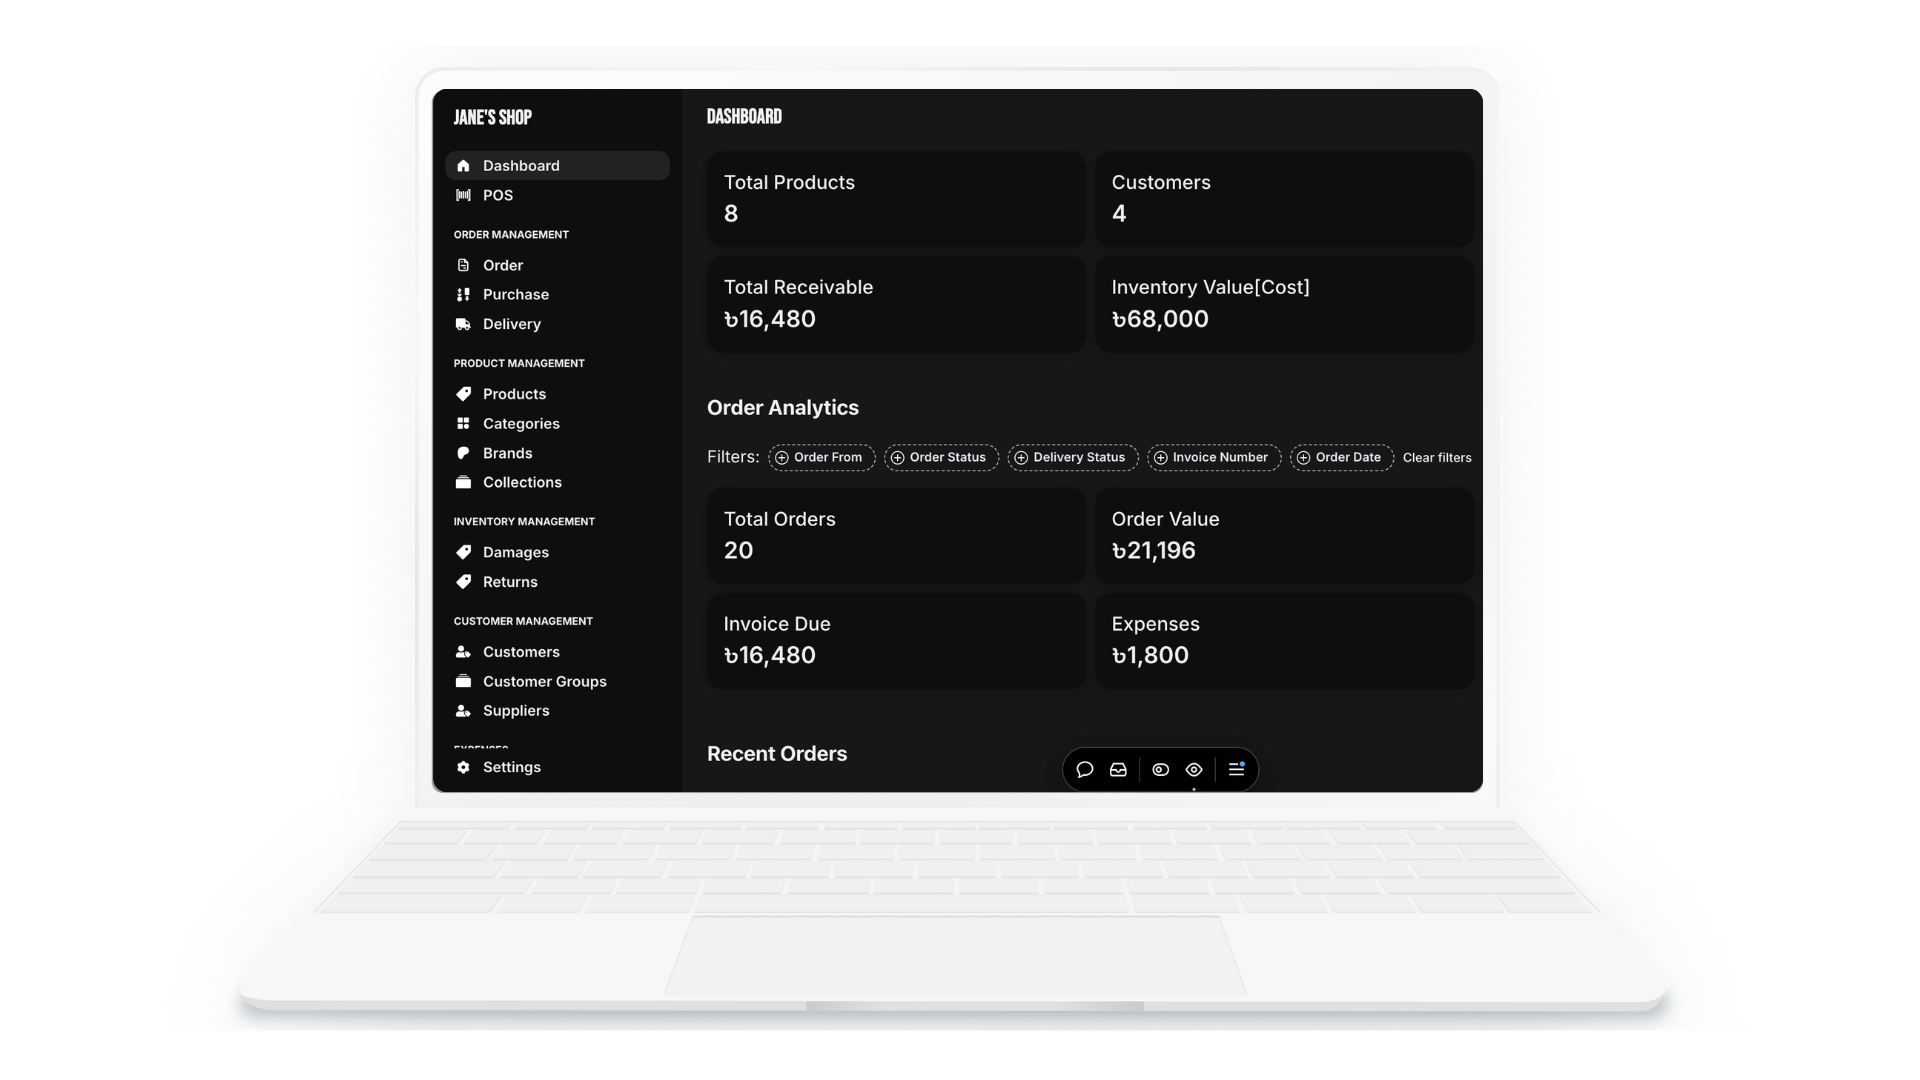 JANE'S SHOP
Dashboard
POS
ORDER MANAGEMENT
Order
Purchase
Delivery
PRODUCT MANAGEMENT
Products
Categories
Brands
Collections
INVENTORY MANAGEMENT
Damages
Returns
CUSTOMER MANAGEMENT
Customers
Customer Groups
Suppliers
Settings
DASHBOARD
Total Products
8
Customers
4
Total Receivable
৳16,480
Inventory Value[Cost]
৳68,000
Order Analytics
Filters: Order From Order Status Delivery Status Invoice Number Order Date Clear filters
Total Orders
20
Order Value
৳21,196
Invoice Due
৳16,480
Expenses
৳1,800
Recent Orders